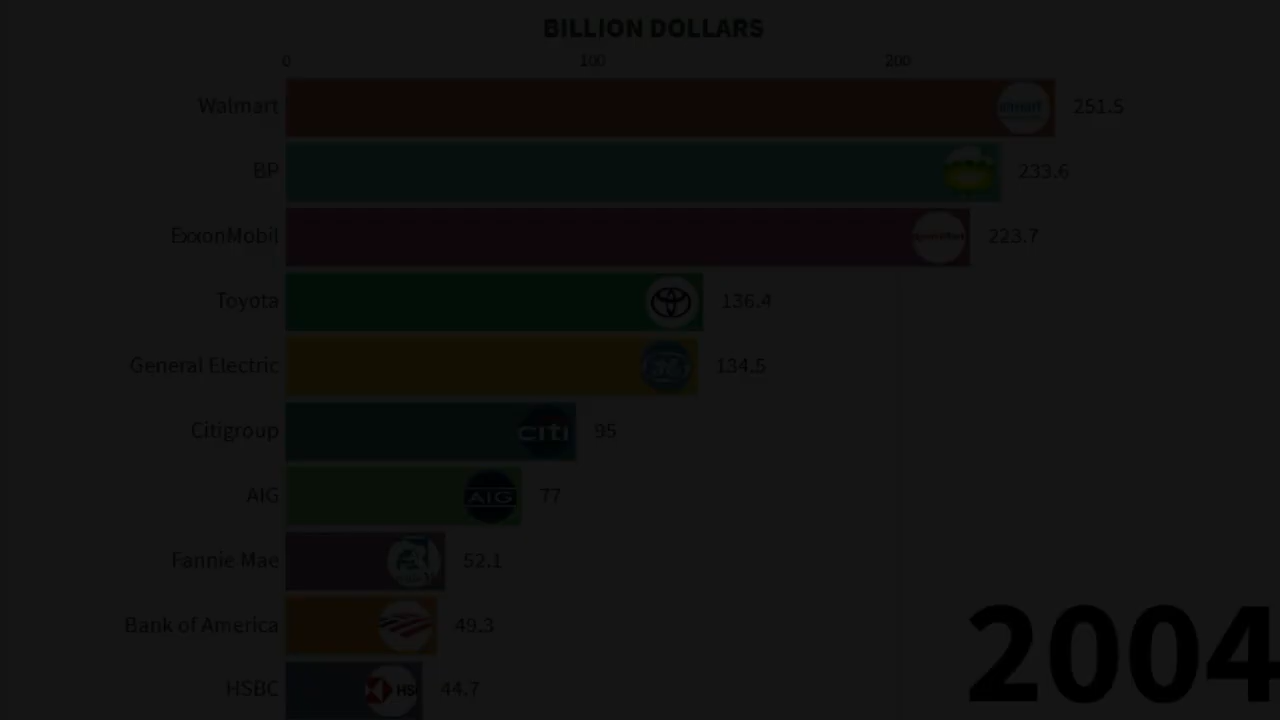 BILLION DOLLARS
0 100 200
Walmart 251.5
BP 233.6
ExxonMobil 223.7
Toyota 136.4
General Electric 134.5
Citigroup citi 95
AIG AIG 77
Fannie Mae 52.1
Bank of America 49.3
HSBC HS 44.7
2004